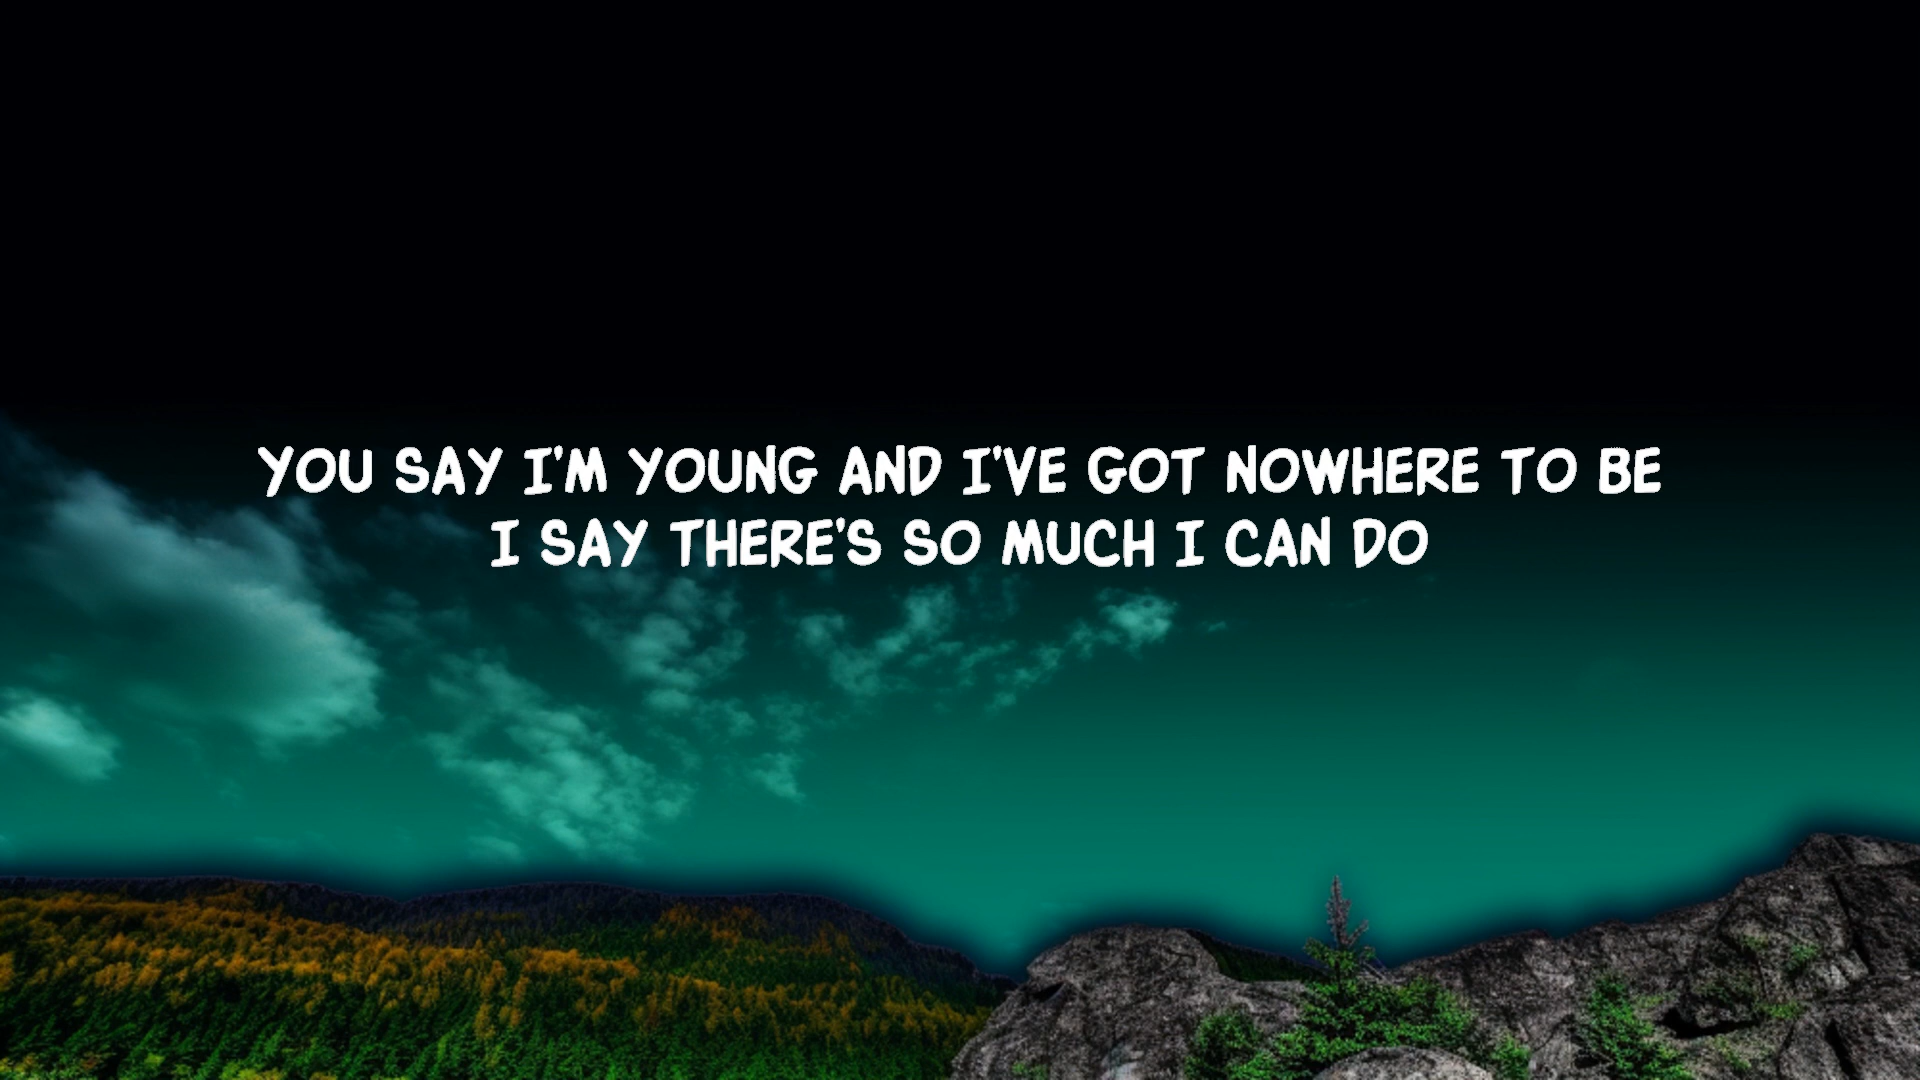 YOU SAY I'M YOUNG AND I'VE GOT NOWHERE TO BE
I SAY THERE'S SO MUCH I CAN DO